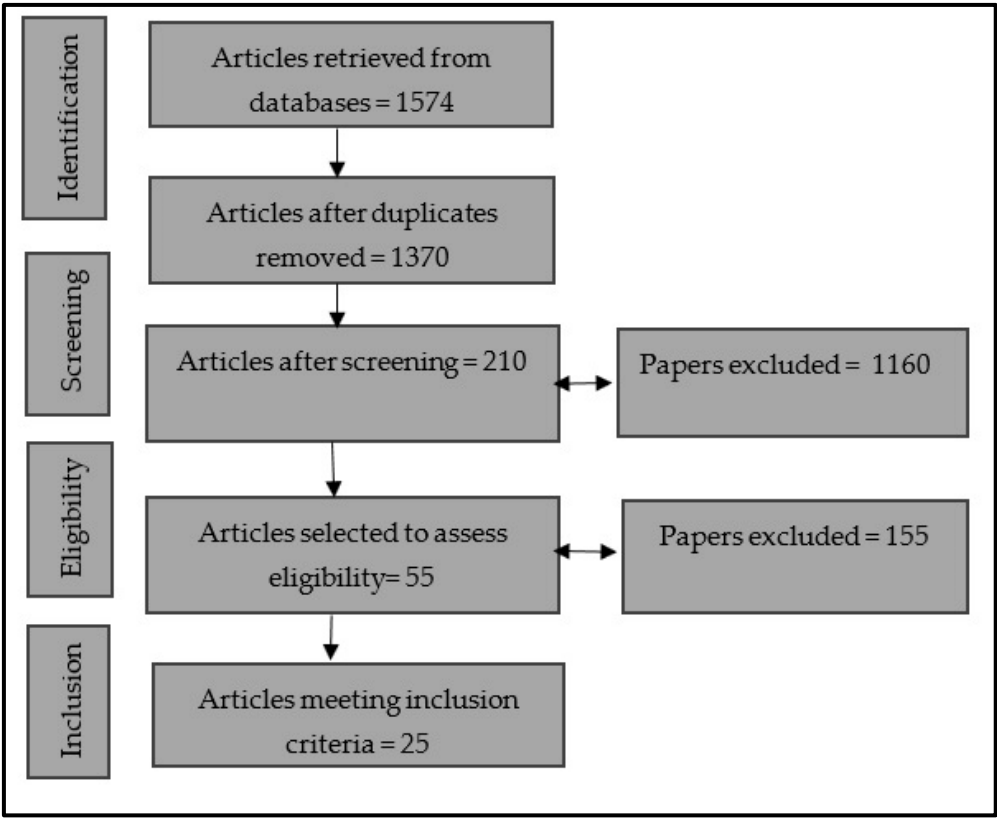 Identification
Articles retrieved from
databases = 1574
Articles after duplicates
removed = 1370
Screening
Articles after screening = 210
Papers excluded = 1160
Eligibility
Articles selected to assess
eligibility= 55
Papers excluded = 155
Inclusion
Articles meeting inclusion
criteria = 25